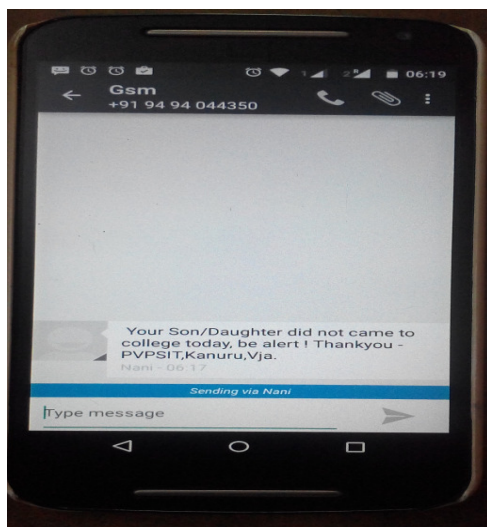 06:19
Gsm
+91 94 94 044350
Your Son/Daughter did not came to
college today, be alert ! Thankyou -
PVPSIT,Kanuru,Vja.
Nani - 06:17
Sending via Nani
Type message